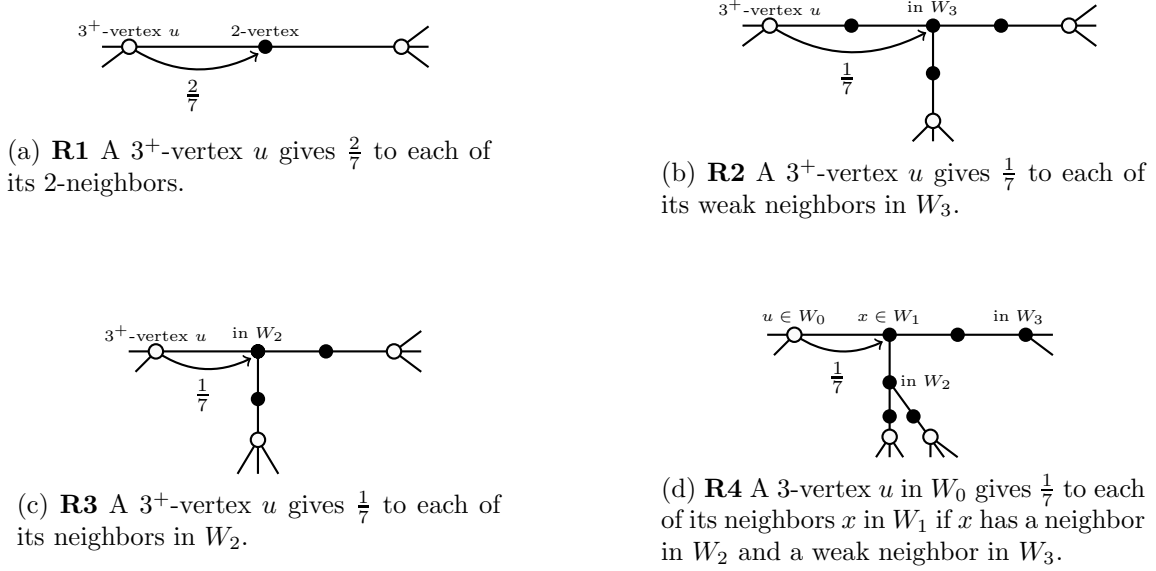 3⁺-vertex u 2-vertex
2/7
(a) R1 A 3⁺-vertex u gives 2/7 to each of
its 2-neighbors.
3⁺-vertex u in W₃
1/7
(b) R2 A 3⁺-vertex u gives 1/7 to each of
its weak neighbors in W₃.
3⁺-vertex u in W₂
1/7
(c) R3 A 3⁺-vertex u gives 1/7 to each of
its neighbors in W₂.
u ∈ W₀ x ∈ W₁ in W₃
1/7
in W₂
(d) R4 A 3-vertex u in W₀ gives 1/7 to each
of its neighbors x in W₁ if x has a neighbor
in W₂ and a weak neighbor in W₃.